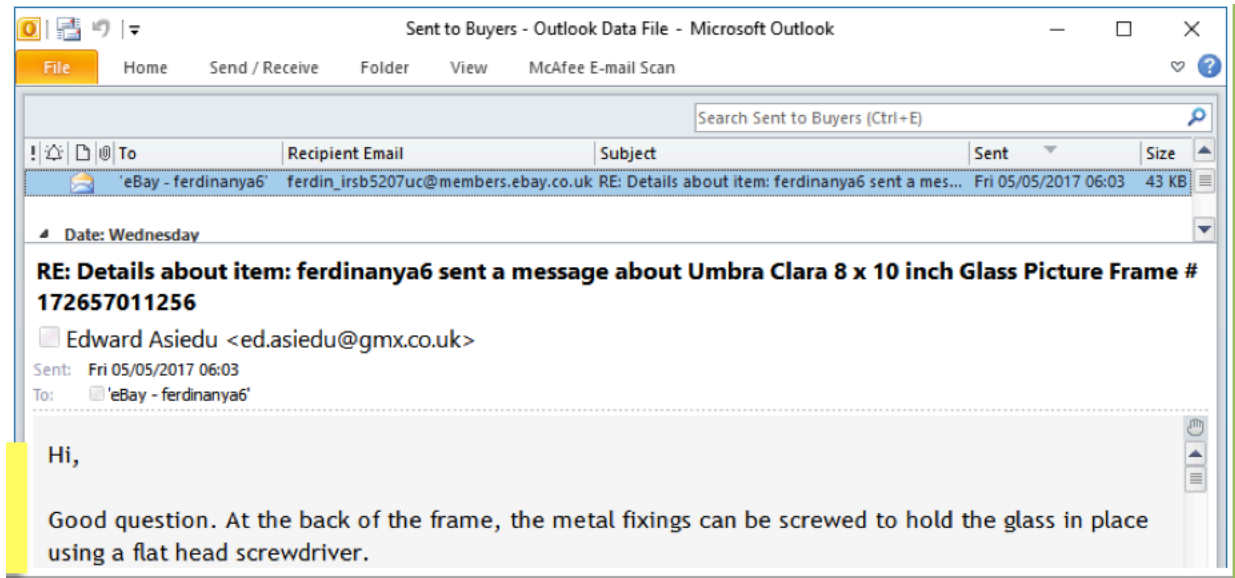 Sent to Buyers - Outlook Data File - Microsoft Outlook
File Home Send / Receive Folder View McAfee E-mail Scan
Search Sent to Buyers (Ctrl+E)
! To Recipient Email Subject Sent Size
'eBay - ferdinanya6' ferdin_irsb5207uc@members.ebay.co.uk RE: Details about item: ferdinanya6 sent a mes... Fri 05/05/2017 06:03 43 KB
Date: Wednesday
RE: Details about item: ferdinanya6 sent a message about Umbra Clara 8 x 10 inch Glass Picture Frame #
172657011256
Edward Asiedu <ed.asiedu@gmx.co.uk>
Sent: Fri 05/05/2017 06:03
To: 'eBay - ferdinanya6'
Hi,
Good question. At the back of the frame, the metal fixings can be screwed to hold the glass in place
using a flat head screwdriver.